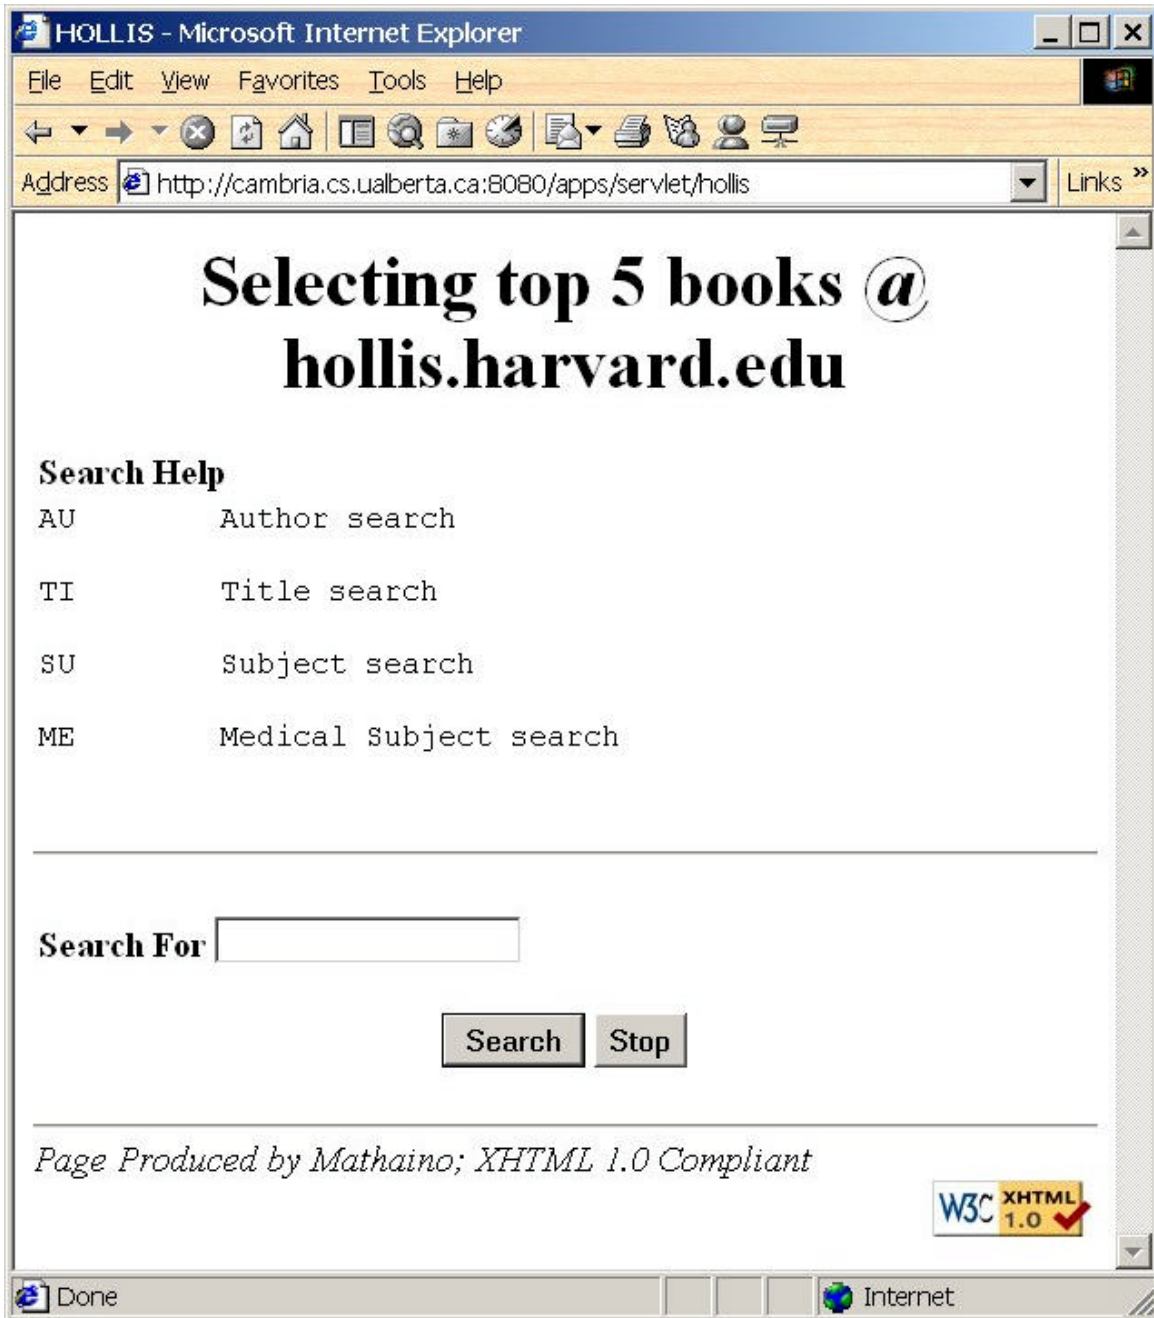 HOLLIS - Microsoft Internet Explorer
File Edit View Favorites Tools Help
Address http://cambria.cs.ualberta.ca:8080/apps/servlet/hollis Links »
Selecting top 5 books @
hollis.harvard.edu
Search Help
AU Author search
TI Title search
SU Subject search
ME Medical Subject search
Search For
Search Stop
Page Produced by Mathaino; XHTML 1.0 Compliant
W3C XHTML
1.0
Done Internet